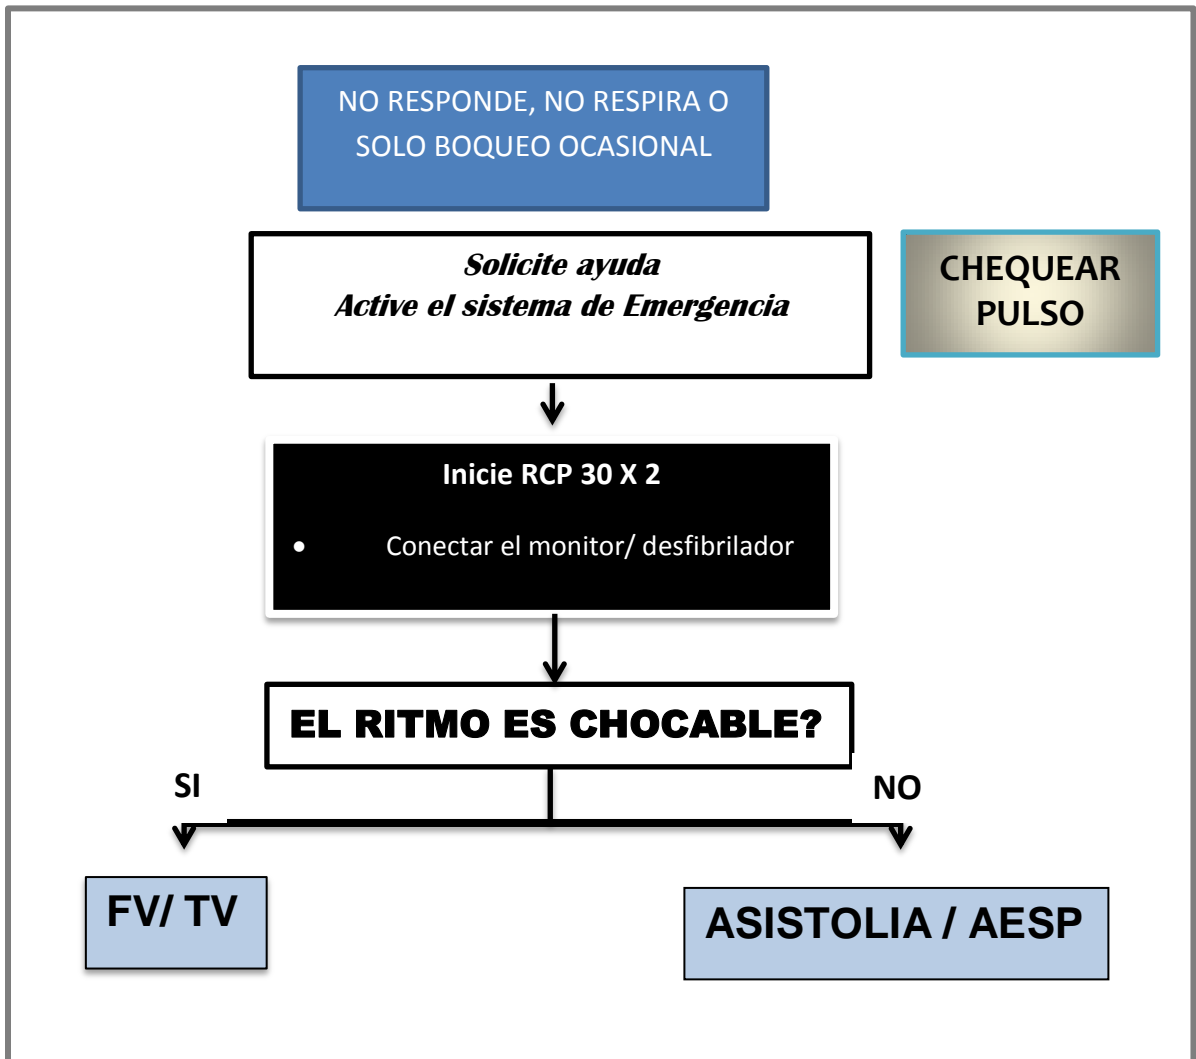 NO RESPONDE, NO RESPIRA O
SOLO BOQUEO OCASIONAL
Solicite ayuda
Active el sistema de Emergencia
CHEQUEAR
PULSO
Inicie RCP 30 X 2
• Conectar el monitor/ desfibrilador
EL RITMO ES CHOCABLE?
SI
NO
FV/ TV
ASISTOLIA / AESP